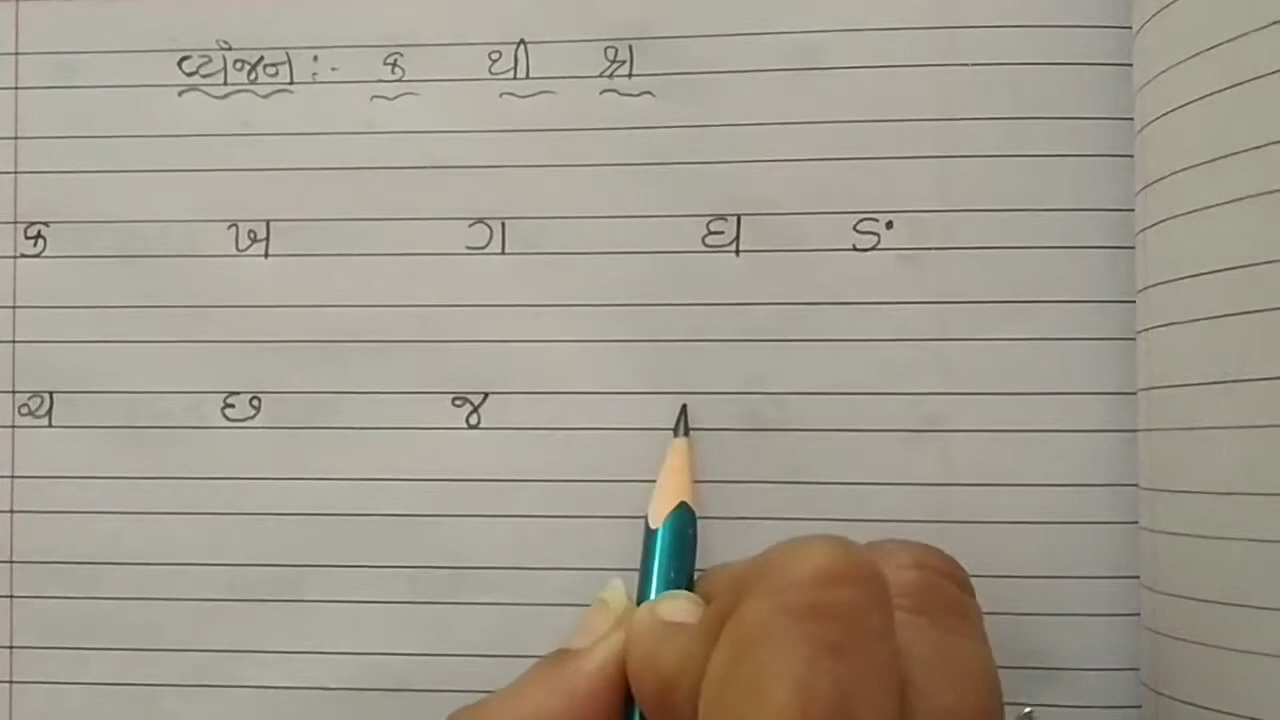 વ્યંજન :- ક થી શ્ર
ક ખ ગ ઘ ડ઼
ચ છ જ